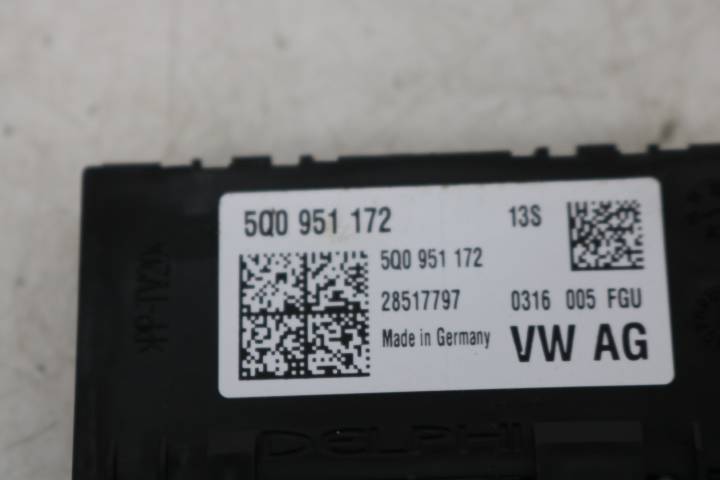 5Q0 951 172
13S
5Q0 951 172
28517797
0316 005 FGU
Made in Germany
VW AG
DELPHI